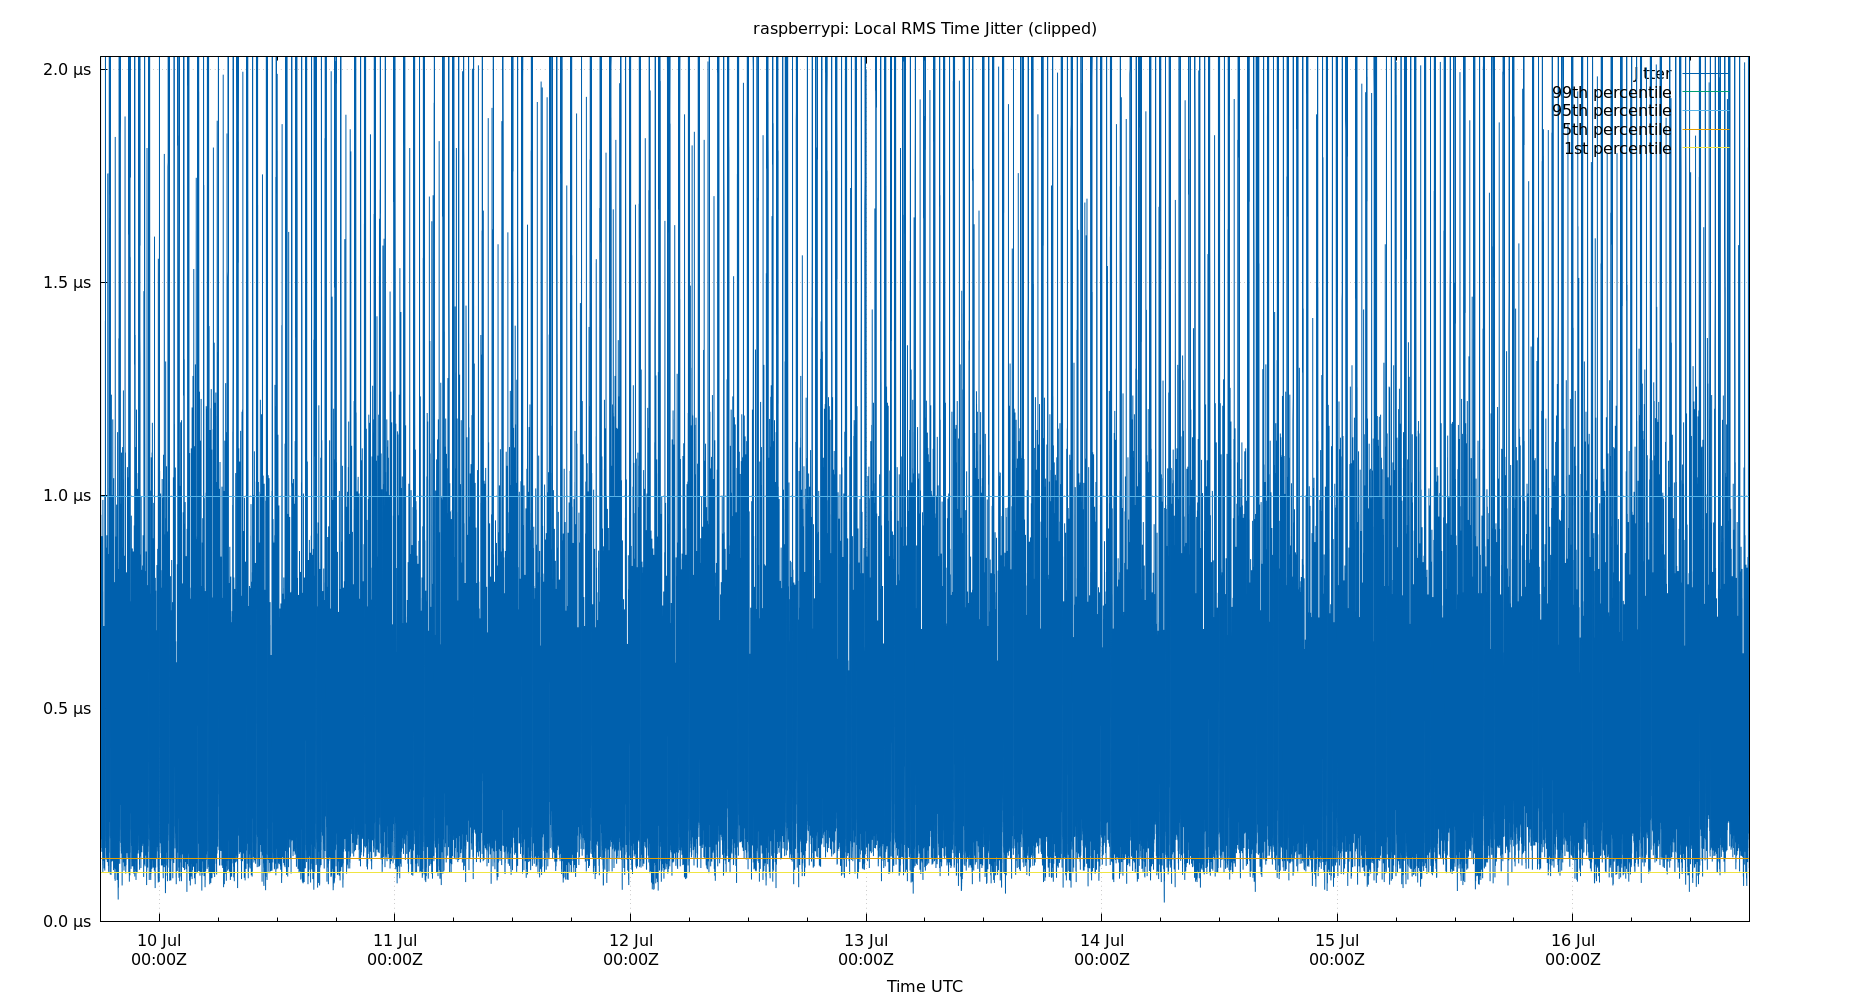 raspberrypi: Local RMS Time Jitter (clipped)
2.0 µs
1.5 µs
1.0 µs
0.5 µs
0.0 µs
jitter
99th percentile
95th percentile
5th percentile
1st percentile
10 Jul
00:00Z
11 Jul
00:00Z
12 Jul
00:00Z
13 Jul
00:00Z
14 Jul
00:00Z
15 Jul
00:00Z
16 Jul
00:00Z
Time UTC